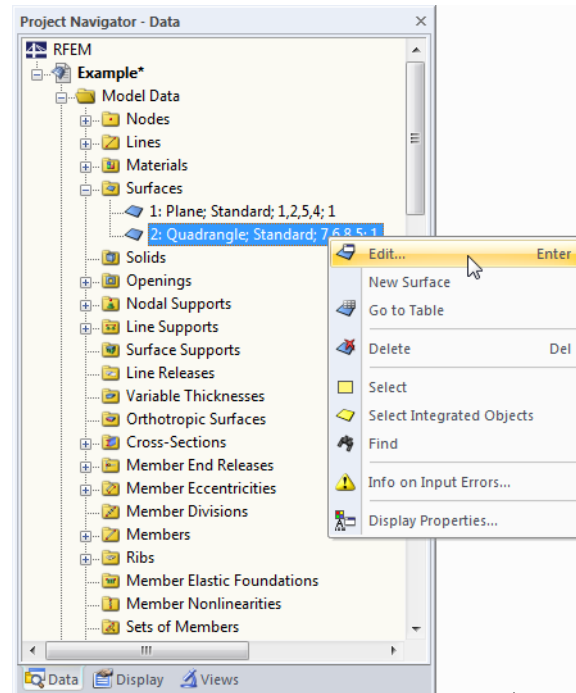 Project Navigator - Data
RFEM
Example*
Model Data
Nodes
Lines
Materials
Surfaces
1: Plane; Standard; 1,2,5,4; 1
2: Quadrangle; Standard; 7,6,8,5; 1
Edit... Enter
Solids
New Surface
Openings
Go to Table
Nodal Supports
Line Supports
Delete Del
Surface Supports
Line Releases
Select
Variable Thicknesses
Select Integrated Objects
Orthotropic Surfaces
Find
Cross-Sections
Member End Releases
Info on Input Errors...
Member Eccentricities
Member Divisions
Display Properties...
Members
Ribs
Member Elastic Foundations
Member Nonlinearities
Sets of Members
Data Display Views